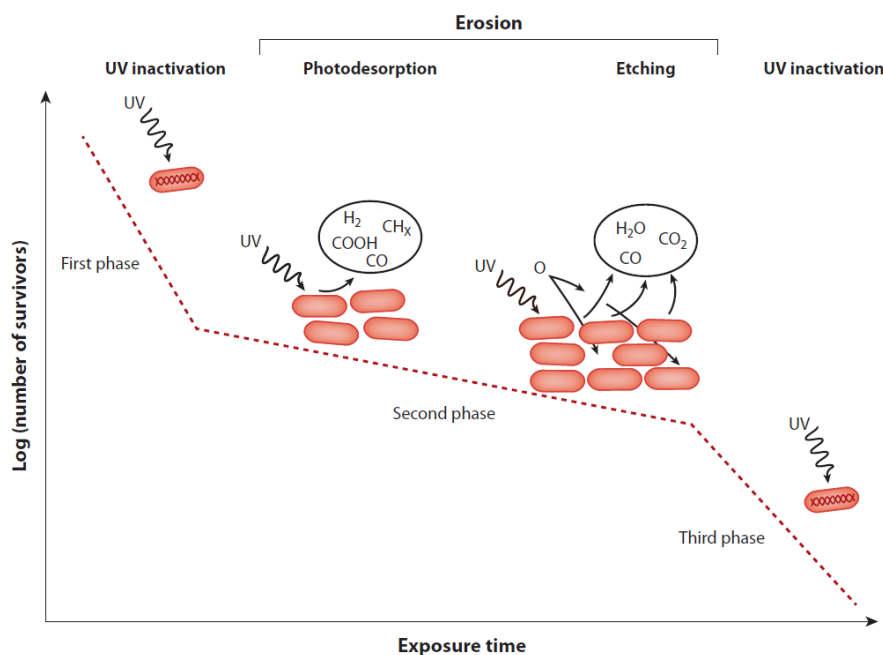 Erosion
UV inactivation
Photodesorption
Etching
UV inactivation
Log (number of survivors)
UV
First phase
UV
H₂
CHₓ
COOH
CO
Second phase
UV
O
H₂O
CO₂
CO
UV
Third phase
Exposure time